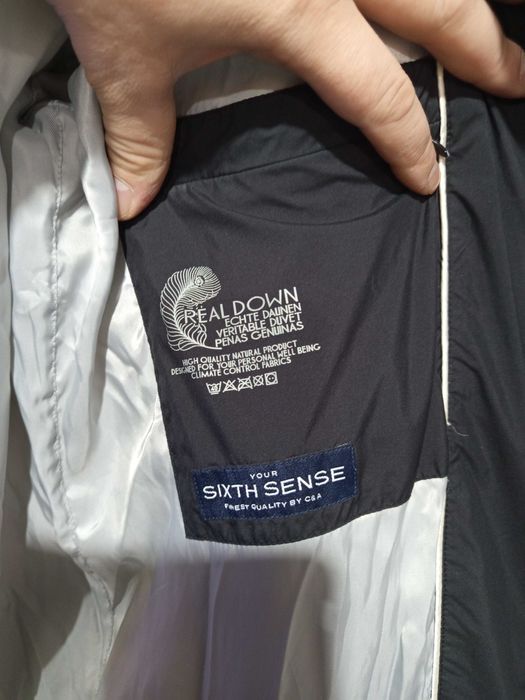 REAL DOWN
ECHTE DAUNEN
VERITABLE DUVET
PENAS GENUINAS
HIGH QUALITY NATURAL PRODUCT
DESIGNED FOR YOUR PERSONAL WELL BEING
CLIMATE CONTROL FABRICS
YOUR
SIXTH SENSE
FINEST QUALITY BY C&A